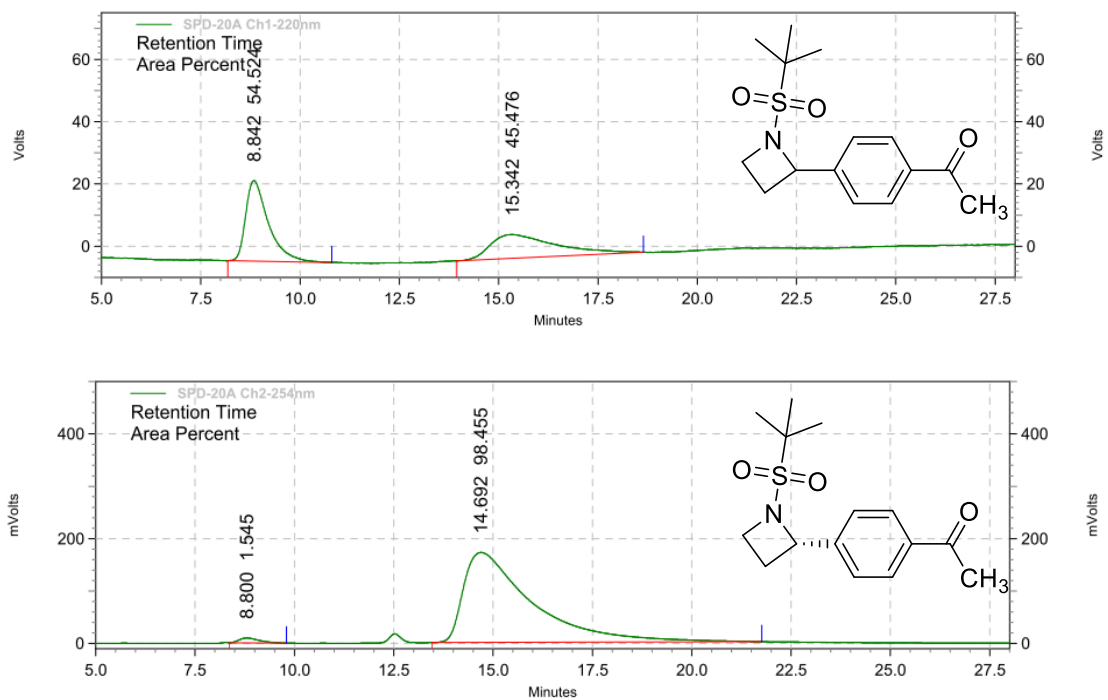 SPD-20A Ch1-220nm
Retention Time
Area Percent
8.842 54.524
15.342 45.476
60
40
20
0
Volts
60
40
20
0
Volts
5.0 7.5 10.0 12.5 15.0 17.5 20.0 22.5 25.0 27.5
Minutes
O S O
N
O
CH3
SPD-20A Ch2-254nm
Retention Time
Area Percent
8.800 1.545
14.692 98.455
400
200
0
mVolts
400
200
0
mVolts
5.0 7.5 10.0 12.5 15.0 17.5 20.0 22.5 25.0 27.5
Minutes
O S O
N
O
CH3